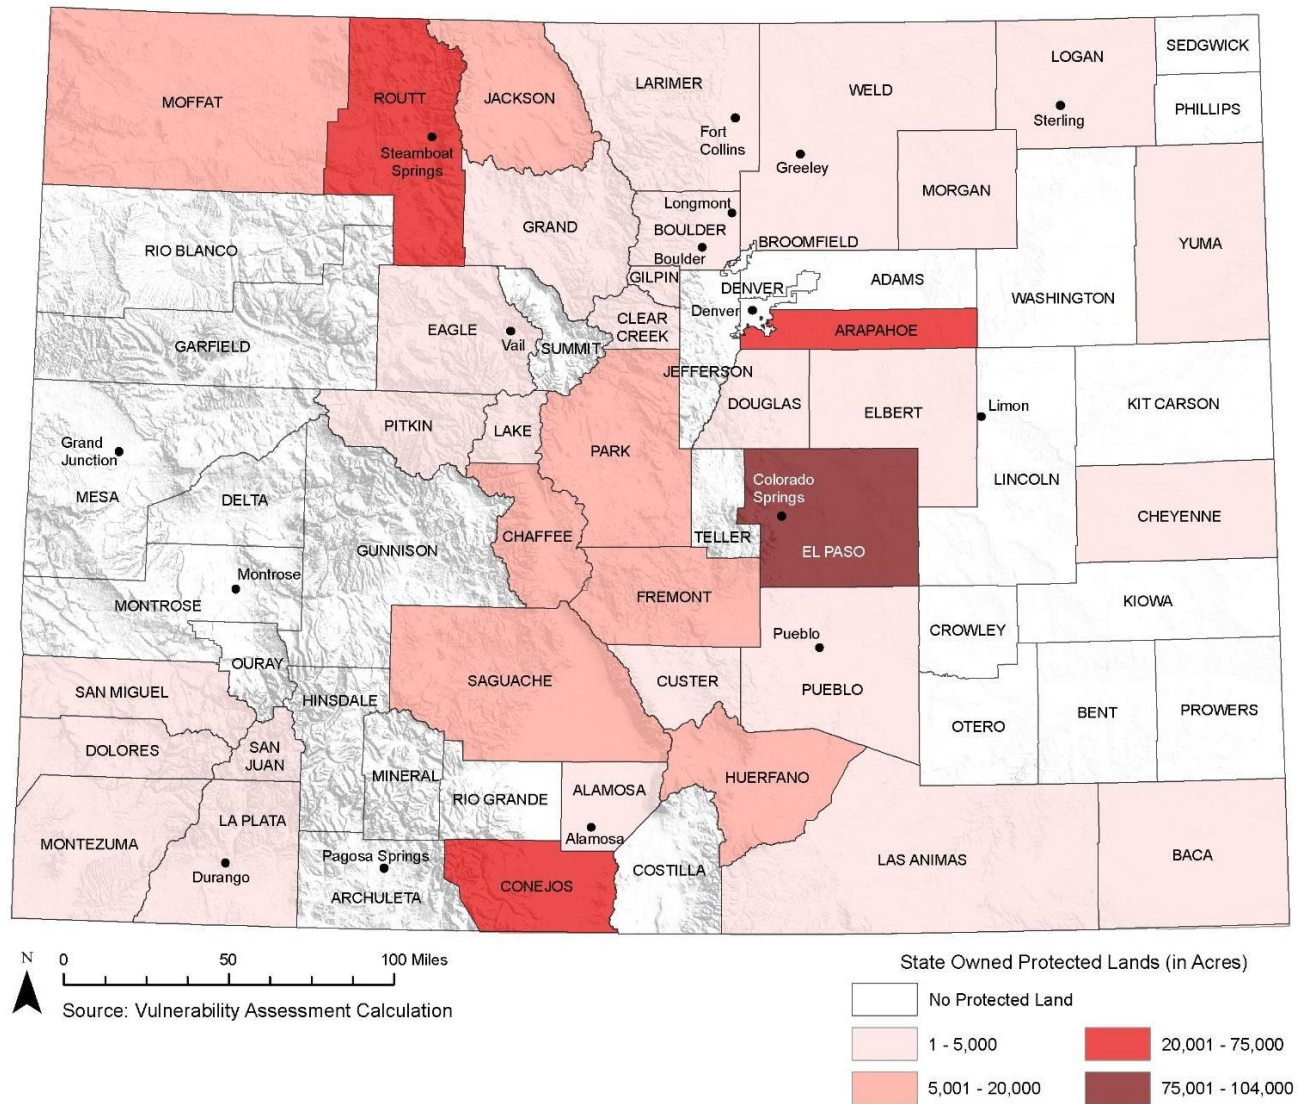 SEDGWICK
LOGAN
LARIMER
WELD
MOFFAT
ROUTT
JACKSON
PHILLIPS
Sterling
Fort
Collins
Steamboat
Springs
Greeley
MORGAN
Longmont
GRAND
BOULDER
BROOMFIELD
YUMA
RIO BLANCO
Boulder
GILPIN
DENVER
ADAMS
WASHINGTON
Denver
CLEAR
CREEK
EAGLE
Vail
SUMMIT
ARAPAHOE
GARFIELD
JEFFERSON
DOUGLAS
ELBERT
Limon
KIT CARSON
PITKIN
LAKE
Grand
Junction
PARK
MESA
DELTA
Colorado
Springs
LINCOLN
CHEYENNE
GUNNISON
CHAFFEE
TELLER
EL PASO
Montrose
MONTROSE
FREMONT
KIOWA
CROWLEY
Pueblo
OURAY
SAGUACHE
CUSTER
PUEBLO
SAN MIGUEL
HINSDALE
OTERO
BENT
PROWERS
DOLORES
SAN
JUAN
MINERAL
RIO GRANDE
ALAMOSA
HUERFANO
LA PLATA
MONTEZUMA
Alamosa
Pagosa Springs
Durango
ARCHULETA
CONEJOS
COSTILLA
LAS ANIMAS
BACA
N
0 50 100 Miles
Source: Vulnerability Assessment Calculation
State Owned Protected Lands (in Acres)
No Protected Land
1 - 5,000
20,001 - 75,000
5,001 - 20,000
75,001 - 104,000